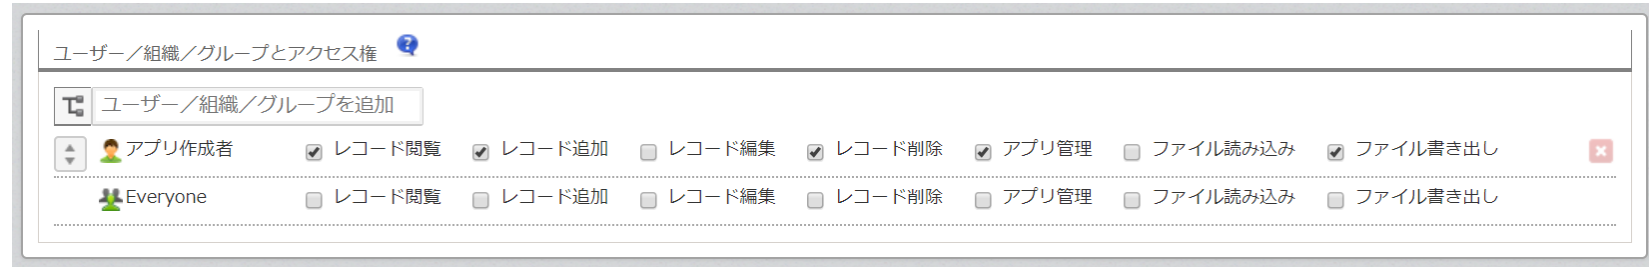 ユーザー／組織／グループとアクセス権 ?
ユーザー／組織／グループを追加
アプリ作成者 レコード閲覧 レコード追加 レコード編集 レコード削除 アプリ管理 ファイル読み込み ファイル書き出し
Everyone レコード閲覧 レコード追加 レコード編集 レコード削除 アプリ管理 ファイル読み込み ファイル書き出し